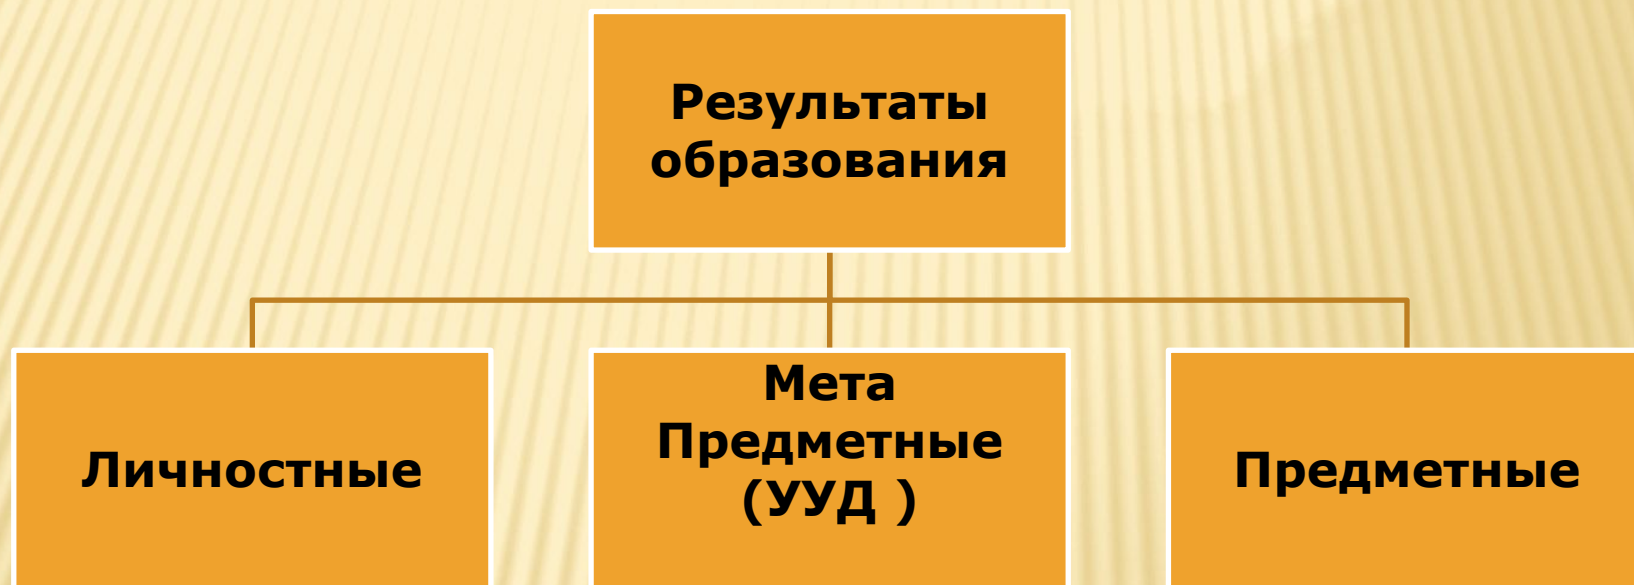 Результаты
образования
Личностные
Мета
Предметные
(УУД )
Предметные